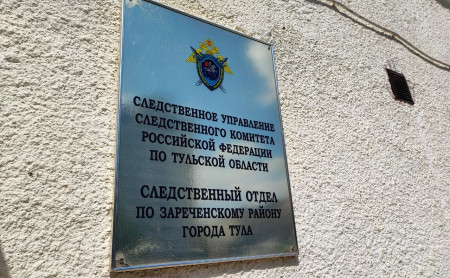 СЛЕДСТВЕННОЕ УПРАВЛЕНИЕ
СЛЕДСТВЕННОГО КОМИТЕТА
РОССИЙСКОЙ ФЕДЕРАЦИИ
ПО ТУЛЬСКОЙ ОБЛАСТИ
СЛЕДСТВЕННЫЙ ОТДЕЛ
ПО ЗАРЕЧЕНСКОМУ РАЙОНУ
ГОРОДА ТУЛА